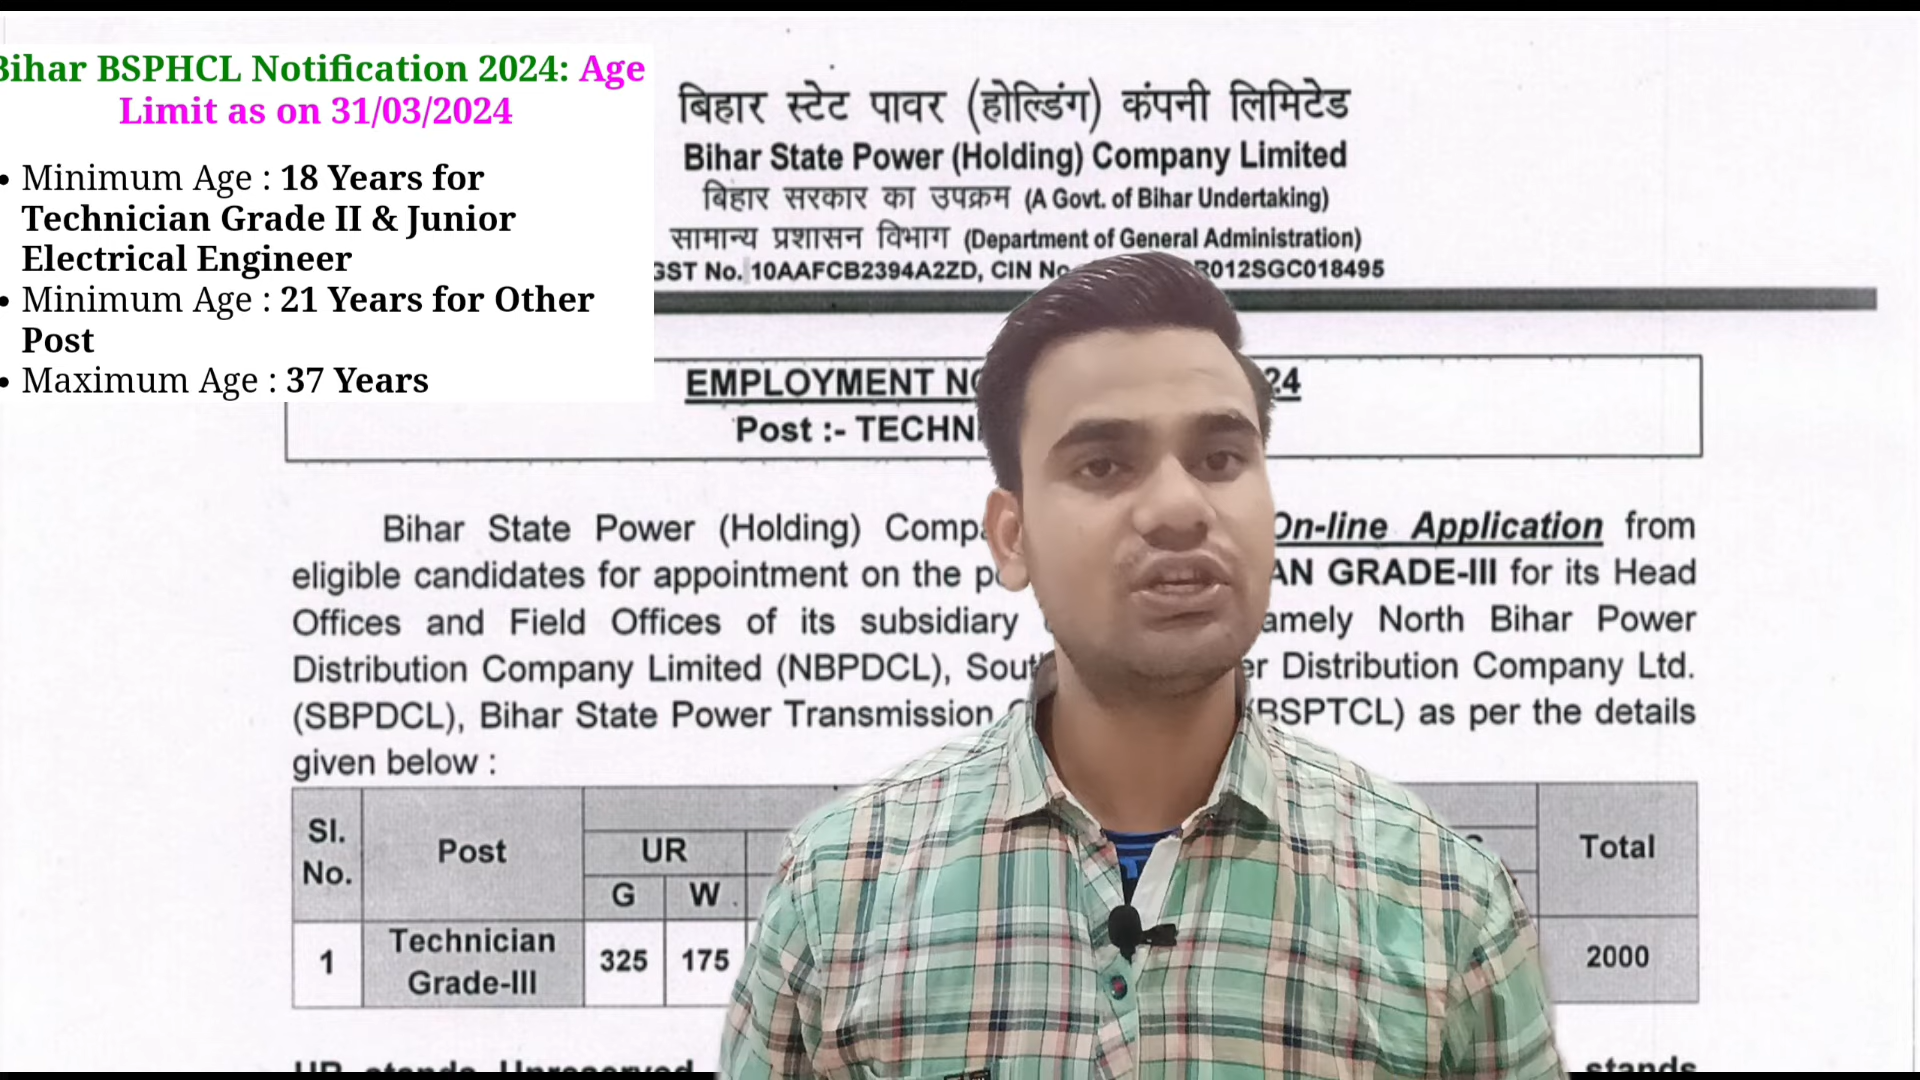 Bihar BSPHCL Notification 2024: Age
Limit as on 31/03/2024
• Minimum Age : 18 Years for
Technician Grade II & Junior
Electrical Engineer
• Minimum Age : 21 Years for Other
Post
• Maximum Age : 37 Years
बिहार स्टेट पावर (होल्डिंग) कंपनी लिमिटेड
Bihar State Power (Holding) Company Limited
बिहार सरकार का उपक्रम (A Govt. of Bihar Undertaking)
सामान्य प्रशासन विभाग (Department of General Administration)
GST No. 10AAFCB2394A2ZD, CIN No R012SGC018495
EMPLOYMENT 24
Post :-
Bihar State Power (Holding) On-line Application from
eligible candidates for appointment on the GRADE-III for its Head
Offices and Field Offices of its subsidiary North Bihar Power
Distribution Company Limited (NBPDCL), Distribution Company Ltd.
(SBPDCL), Bihar State Power Transmission (BSPTCL) as per the details
given below :
Sl. No. Post UR Total
G W
1 Technician Grade-III 325 175 2000
UR stands Unreserved stands